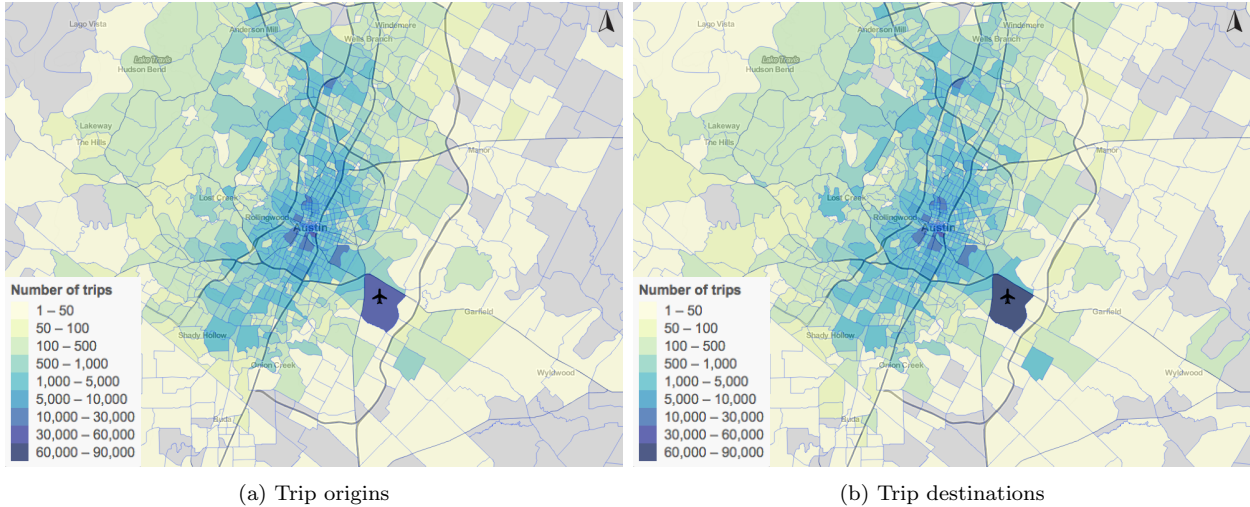 Lago Vista
Anderson Mill
Windemere
Wells Branch
Lake Travis
Hudson Bend
Lakeway
The Hills
Manor
Lost Creek
Rollingwood
Austin
Garfield
Shady Hollow
Onion Creek
Wyldwood
Buda
Number of trips
1 – 50
50 – 100
100 – 500
500 – 1,000
1,000 – 5,000
5,000 – 10,000
10,000 – 30,000
30,000 – 60,000
60,000 – 90,000
(a) Trip origins
Lago Vista
Anderson Mill
Windemere
Wells Branch
Lake Travis
Hudson Bend
Lakeway
The Hills
Manor
Lost Creek
Rollingwood
Austin
Garfield
Shady Hollow
Onion Creek
Wyldwood
Buda
Number of trips
1 – 50
50 – 100
100 – 500
500 – 1,000
1,000 – 5,000
5,000 – 10,000
10,000 – 30,000
30,000 – 60,000
60,000 – 90,000
(b) Trip destinations